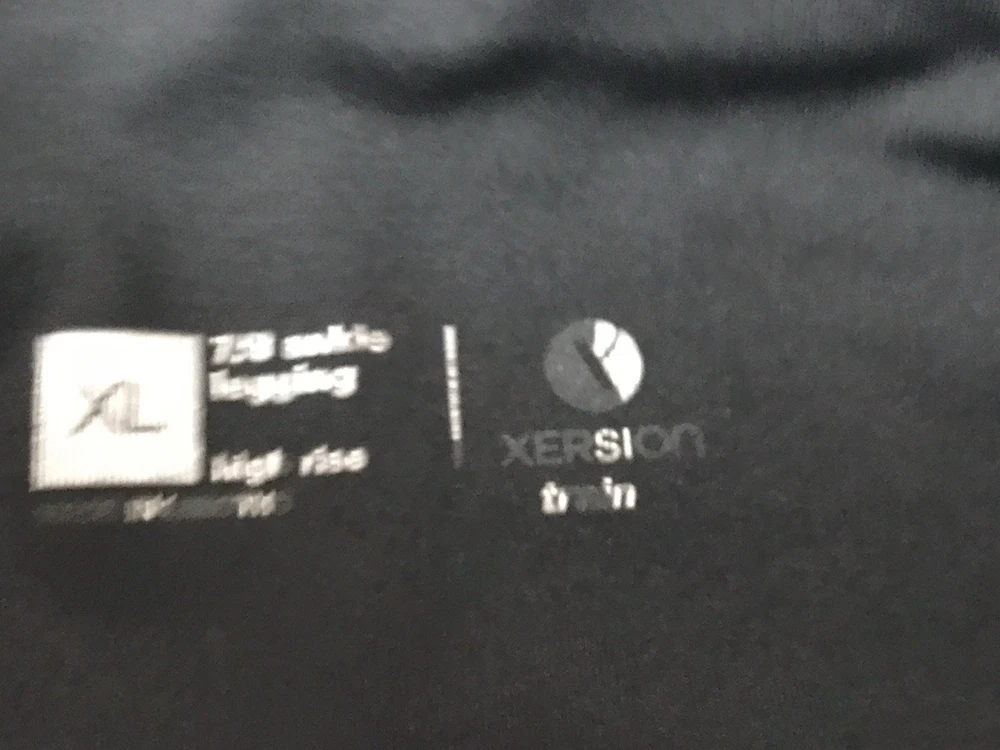 XL
7/8 ankle
legging
high rise
XERSION
train